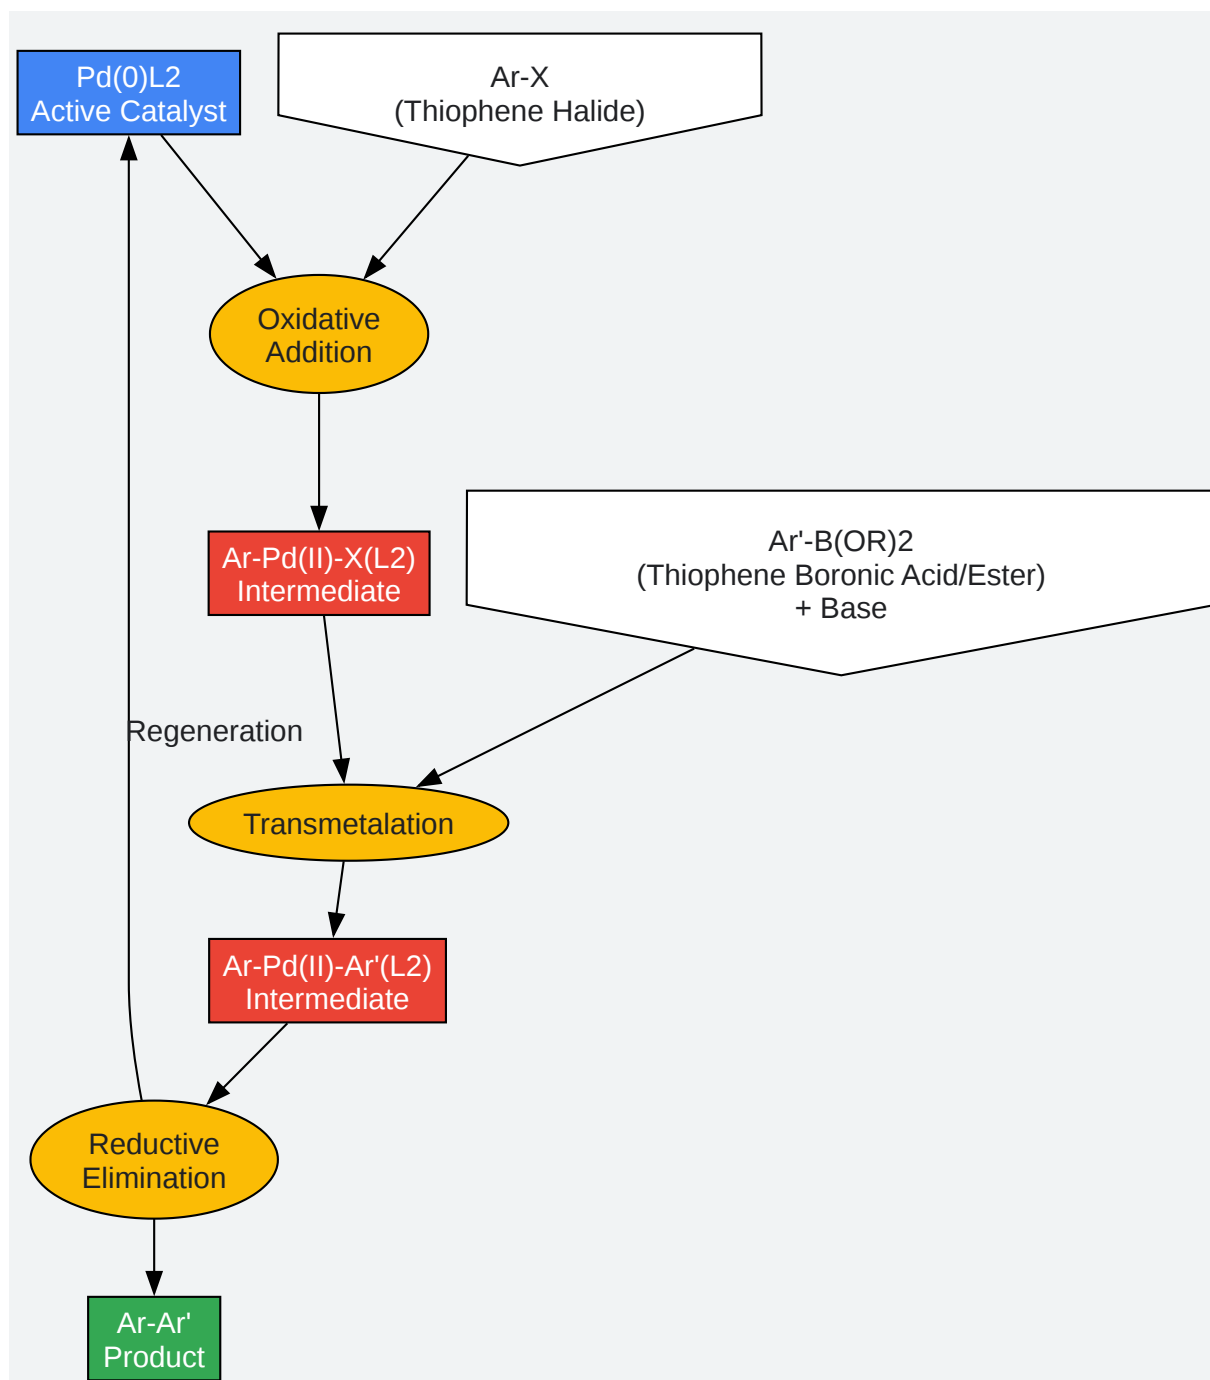 Pd(0)L2
Active Catalyst
Ar-X
(Thiophene Halide)
Oxidative
Addition
Ar-Pd(II)-X(L2)
Intermediate
Ar'-B(OR)2
(Thiophene Boronic Acid/Ester)
+ Base
Regeneration
Transmetalation
Ar-Pd(II)-Ar'(L2)
Intermediate
Reductive
Elimination
Ar-Ar'
Product